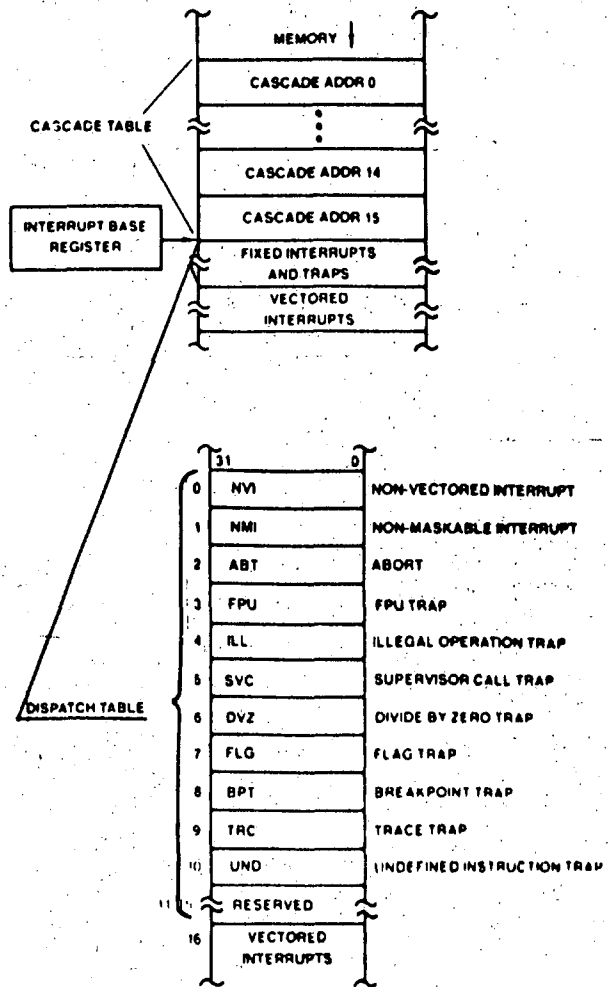 MEMORY
CASCADE ADDR 0
CASCADE TABLE
CASCADE ADDR 14
CASCADE ADDR 15
INTERRUPT BASE
REGISTER
FIXED INTERRUPTS
AND TRAPS
VECTORED
INTERRUPTS
31 0
0 NVI NON-VECTORED INTERRUPT
1 NMI NON-MASKABLE INTERRUPT
2 ABT ABORT
3 FPU FPU TRAP
4 ILL ILLEGAL OPERATION TRAP
5 SVC SUPERVISOR CALL TRAP
DISPATCH TABLE
6 DVZ DIVIDE BY ZERO TRAP
7 FLG FLAG TRAP
8 BPT BREAKPOINT TRAP
9 TRC TRACE TRAP
10 UND UNDEFINED INSTRUCTION TRAP
RESERVED
16 VECTORED
INTERRUPTS